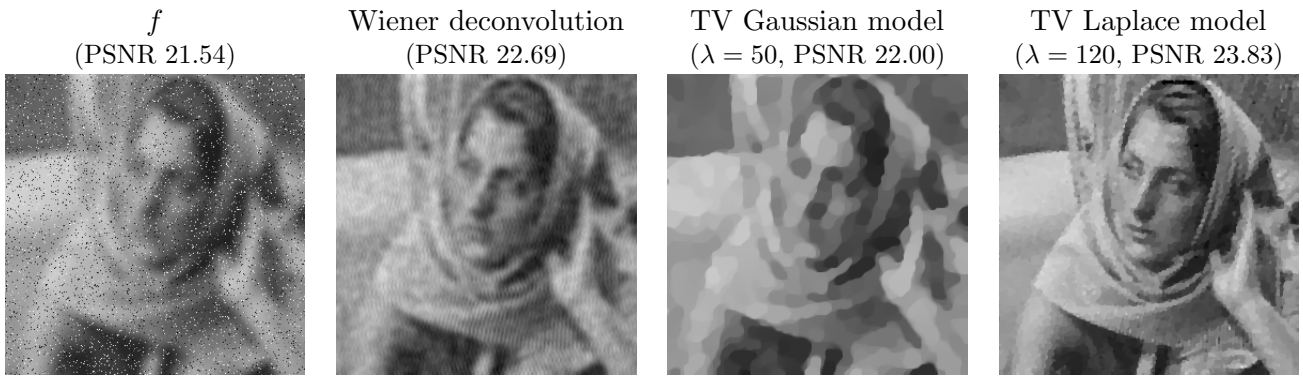 f
(PSNR 21.54)
Wiener deconvolution
(PSNR 22.69)
TV Gaussian model
(λ = 50, PSNR 22.00)
TV Laplace model
(λ = 120, PSNR 23.83)